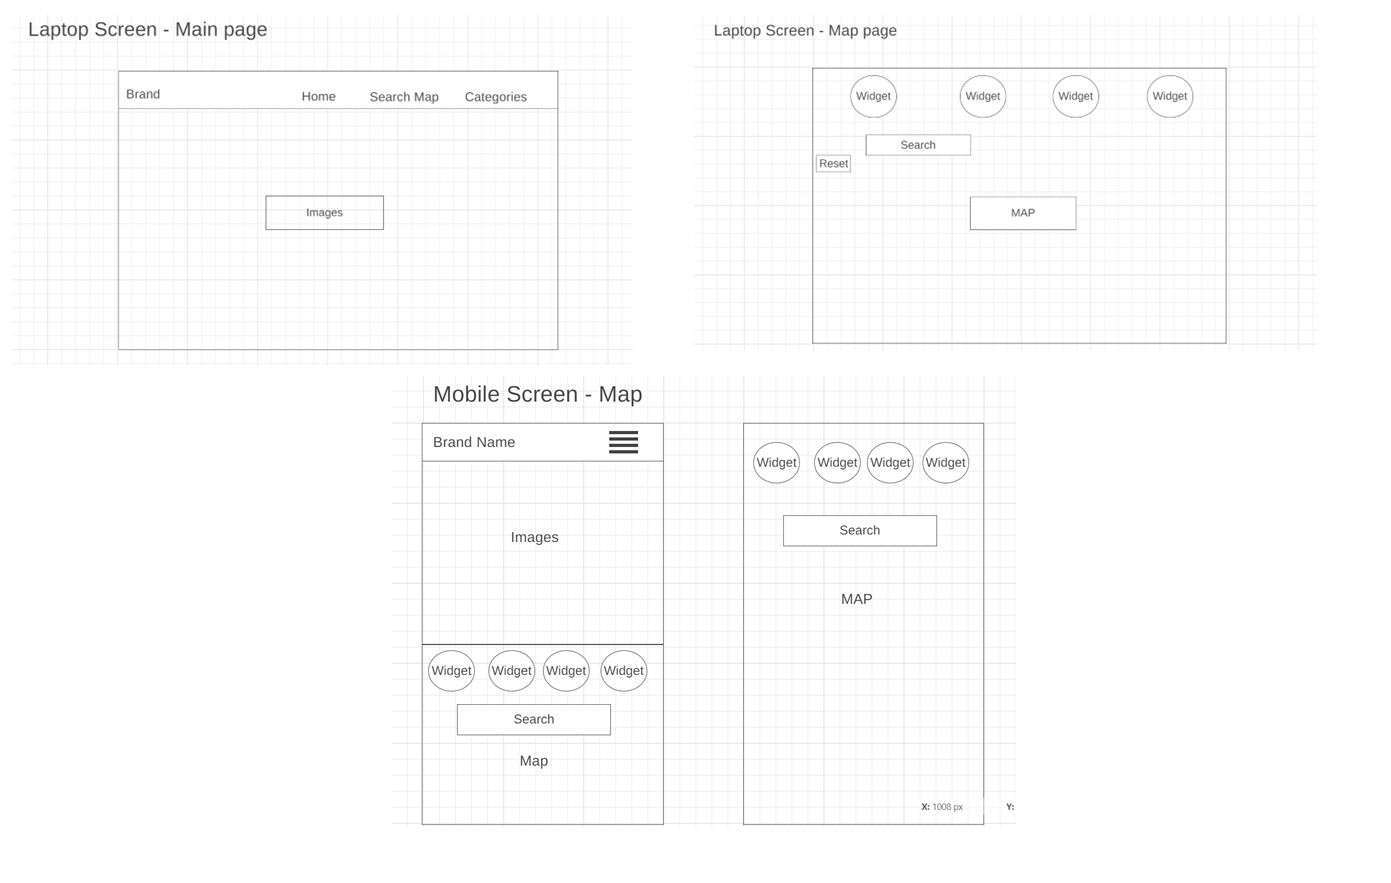 Laptop Screen - Main page
Brand
Home
Search Map
Categories
Images
Laptop Screen - Map page
Widget
Widget
Widget
Widget
Search
Reset
MAP
Mobile Screen - Map
Brand Name
Images
Widget
Widget
Widget
Widget
Search
Map
Widget
Widget
Widget
Widget
Search
MAP
X: 1008 px
Y: